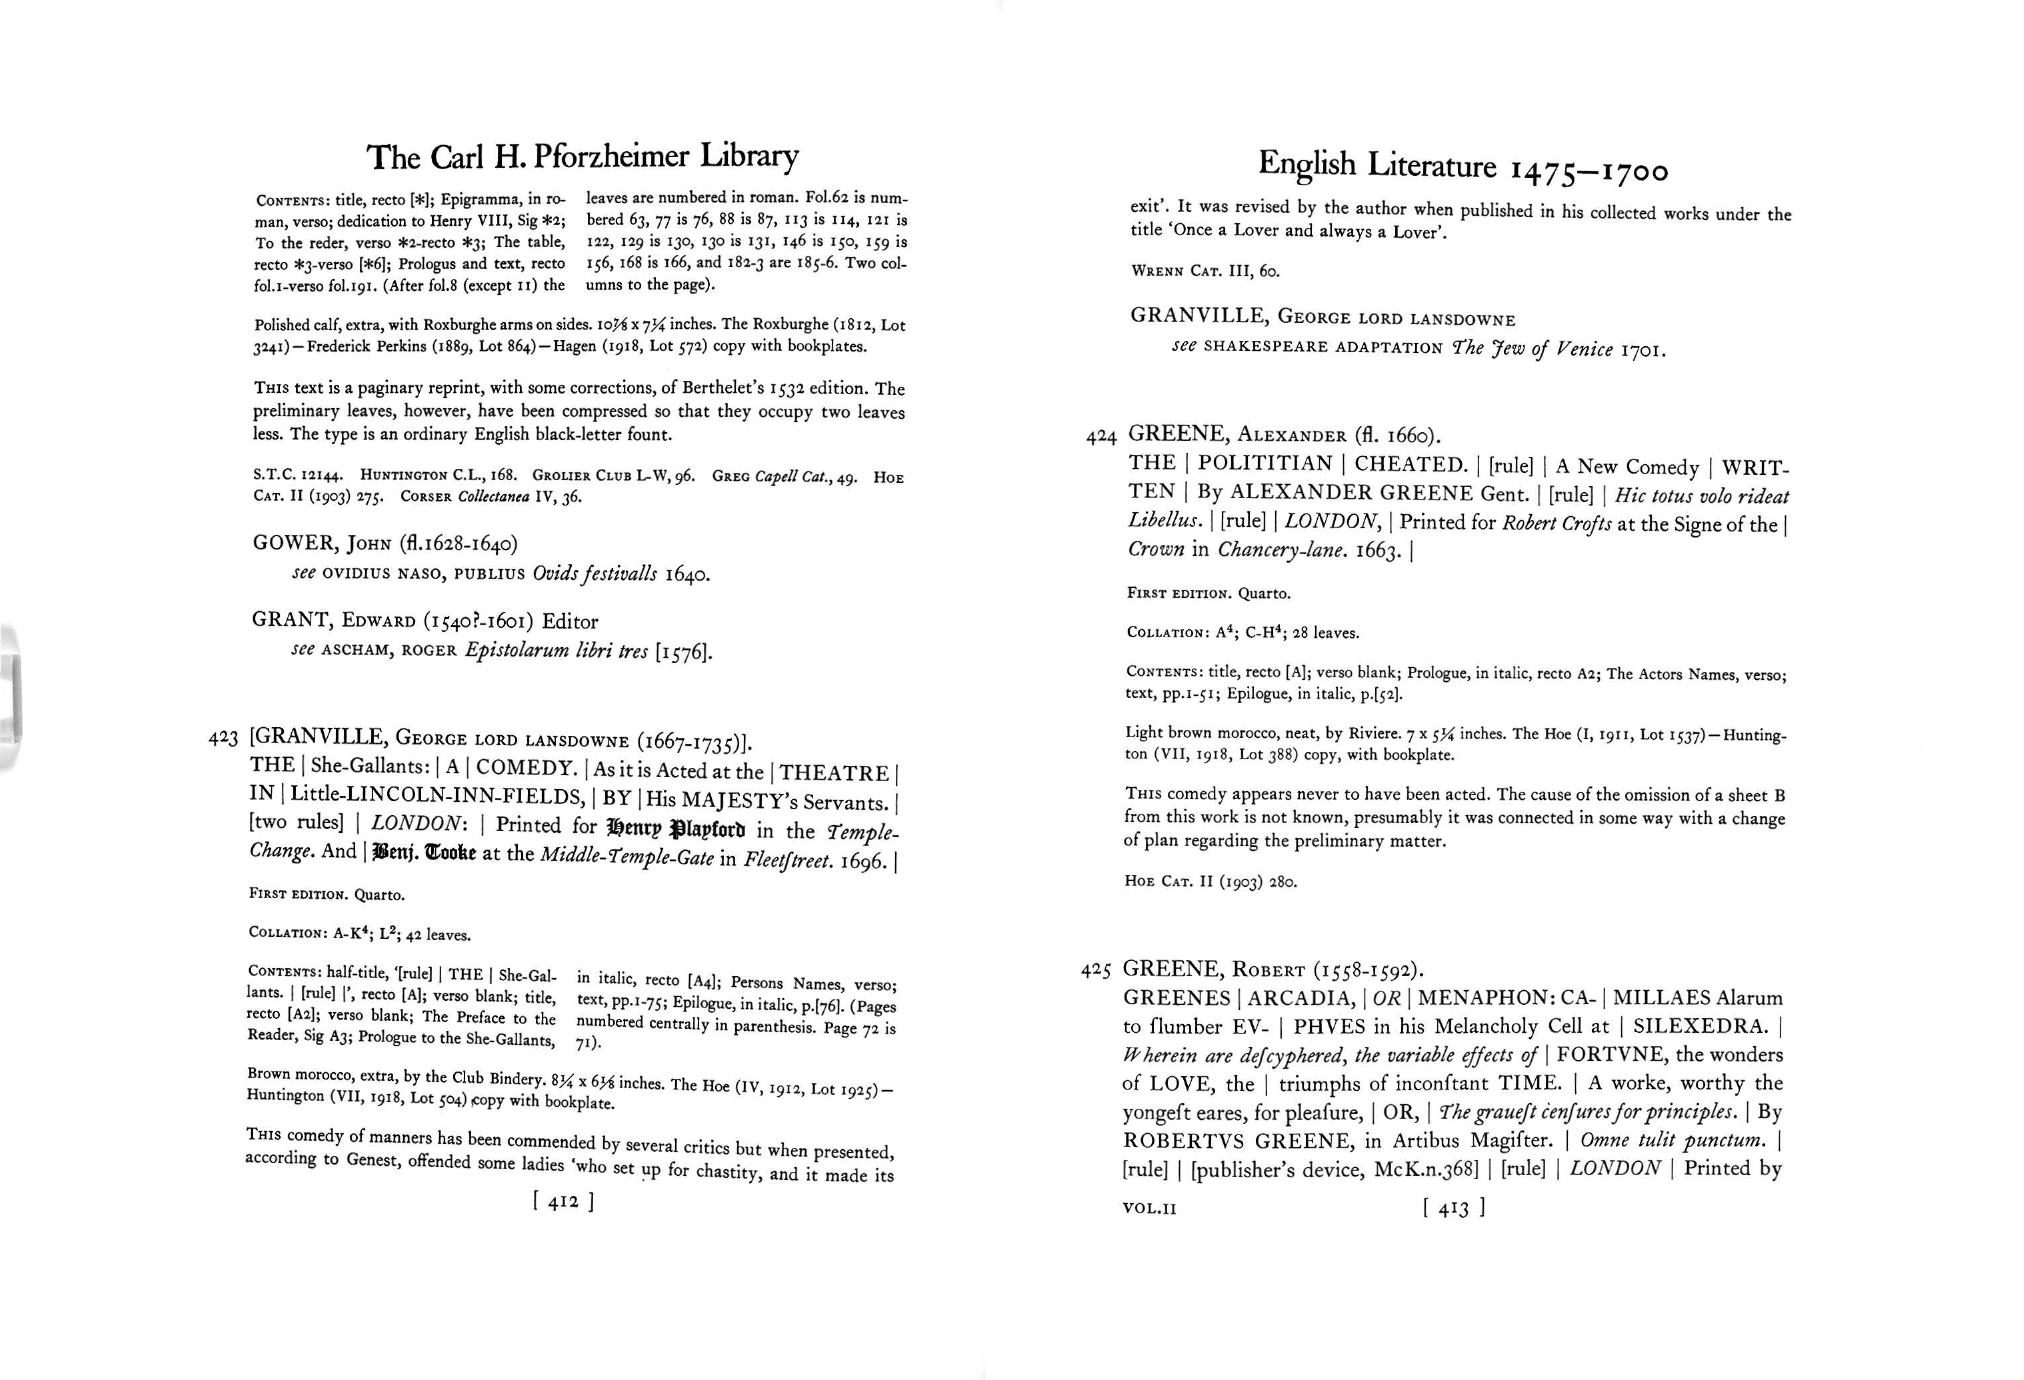 The Carl H. Pforzheimer Library
Contents: title, recto [*]; Epigramma, in ro-
man, verso; dedication to Henry VIII, Sig *2;
To the reder, verso *2-recto *3; The table,
recto *3-verso [*6]; Prologus and text, recto
fol.1-verso fol.191. (After fol.8 (except 11) the
leaves are numbered in roman. Fol.62 is num-
bered 63, 77 is 76, 88 is 87, 113 is 114, 121 is
122, 129 is 130, 130 is 131, 146 is 150, 159 is
156, 168 is 166, and 182-3 are 185-6. Two col-
umns to the page).
Polished calf, extra, with Roxburghe arms on sides. 10⅞ x 7¼ inches. The Roxburghe (1812, Lot
3241)—Frederick Perkins (1889, Lot 864)—Hagen (1918, Lot 572) copy with bookplates.
This text is a paginary reprint, with some corrections, of Berthelet's 1532 edition. The
preliminary leaves, however, have been compressed so that they occupy two leaves
less. The type is an ordinary English black-letter fount.
S.T.C. 12144. Huntington C.L., 168. Grolier Club L-W, 96. Greg Capell Cat., 49. Hoe
Cat. II (1903) 275. Corser Collectanea IV, 36.
GOWER, John (fl.1628-1640)
see OVIDIUS NASO, PUBLIUS Ovids festivalls 1640.
GRANT, Edward (1540?-1601) Editor
see ASCHAM, ROGER Epistolarum libri tres [1576].
423 [GRANVILLE, George lord lansdowne (1667-1735)].
THE | She-Gallants: | A | COMEDY. | As it is Acted at the | THEATRE |
IN | Little-LINCOLN-INN-FIELDS, | BY | His MAJESTY's Servants. |
[two rules] | LONDON: | Printed for Henry Playford in the Temple-
Change. And | Benj. Tooke at the Middle-Temple-Gate in Fleetſtreet. 1696. |
First edition. Quarto.
Collation: A-K⁴; L²; 42 leaves.
Contents: half-title, '[rule] | THE | She-Gal-
lants. | [rule] |', recto [A]; verso blank; title,
recto [A2]; verso blank; The Preface to the
Reader, Sig A3; Prologue to the She-Gallants,
in italic, recto [A4]; Persons Names, verso;
text, pp.1-75; Epilogue, in italic, p.[76]. (Pages
numbered centrally in parenthesis. Page 72 is
71).
Brown morocco, extra, by the Club Bindery. 8¼ x 6⅛ inches. The Hoe (IV, 1912, Lot 1925)—
Huntington (VII, 1918, Lot 504) copy with bookplate.
This comedy of manners has been commended by several critics but when presented,
according to Genest, offended some ladies 'who set up for chastity, and it made its
[ 412 ]
English Literature 1475—1700
exit'. It was revised by the author when published in his collected works under the
title 'Once a Lover and always a Lover'.
Wrenn Cat. III, 60.
GRANVILLE, George lord lansdowne
see SHAKESPEARE ADAPTATION The Jew of Venice 1701.
424 GREENE, Alexander (fl. 1660).
THE | POLITITIAN | CHEATED. | [rule] | A New Comedy | WRIT-
TEN | By ALEXANDER GREENE Gent. | [rule] | Hic totus volo rideat
Libellus. | [rule] | LONDON, | Printed for Robert Crofts at the Signe of the |
Crown in Chancery-lane. 1663. |
First edition. Quarto.
Collation: A⁴; C-H⁴; 28 leaves.
Contents: title, recto [A]; verso blank; Prologue, in italic, recto A2; The Actors Names, verso;
text, pp.1-51; Epilogue, in italic, p.[52].
Light brown morocco, neat, by Riviere. 7 x 5¼ inches. The Hoe (I, 1911, Lot 1537)—Hunting-
ton (VII, 1918, Lot 388) copy, with bookplate.
This comedy appears never to have been acted. The cause of the omission of a sheet B
from this work is not known, presumably it was connected in some way with a change
of plan regarding the preliminary matter.
Hoe Cat. II (1903) 280.
425 GREENE, Robert (1558-1592).
GREENES | ARCADIA, | OR | MENAPHON: CA- | MILLAES Alarum
to ſlumber EV- | PHVES in his Melancholy Cell at | SILEXEDRA. |
Wherein are deſcyphered, the variable effects of | FORTVNE, the wonders
of LOVE, the | triumphs of inconſtant TIME. | A worke, worthy the
yongeſt eares, for pleaſure, | OR, | The graueſt cenſures for principles. | By
ROBERTVS GREENE, in Artibus Magiſter. | Omne tulit punctum. |
[rule] | [publisher's device, McK.n.368] | [rule] | LONDON | Printed by
VOL.II
[ 413 ]